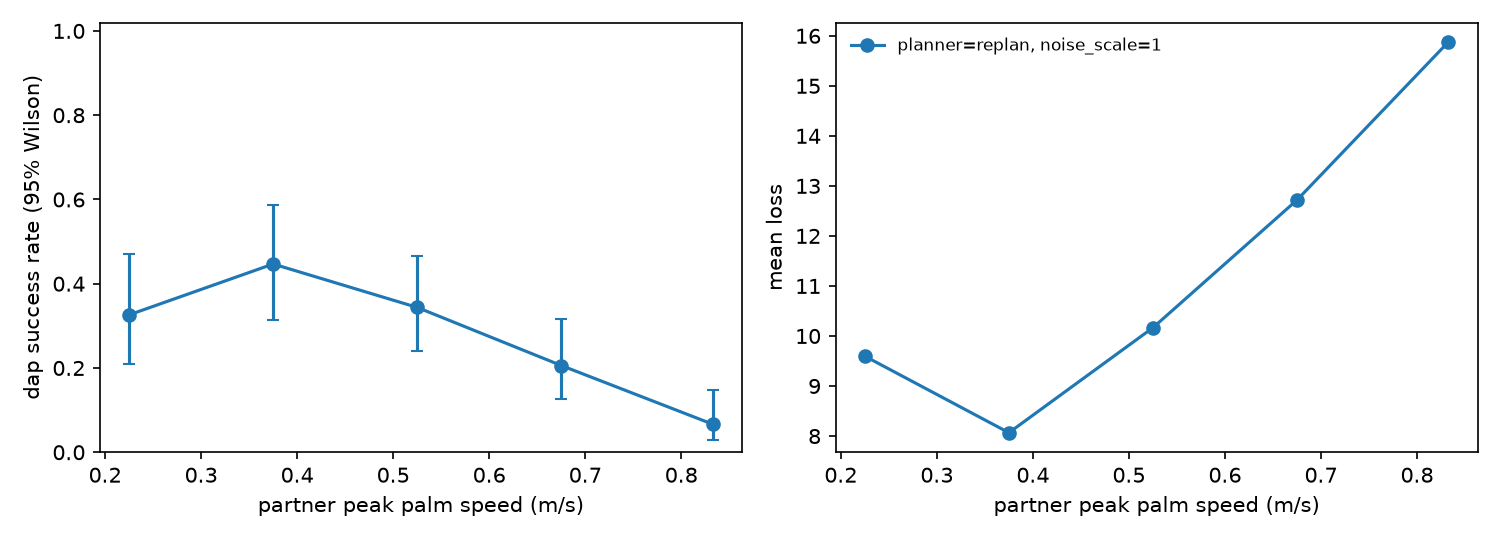 dap success rate (95% Wilson)
1.0
0.8
0.6
0.4
0.2
0.0
0.2 0.3 0.4 0.5 0.6 0.7 0.8
partner peak palm speed (m/s)
mean loss
16
15
14
13
12
11
10
9
8
planner=replan, noise_scale=1
0.2 0.3 0.4 0.5 0.6 0.7 0.8
partner peak palm speed (m/s)